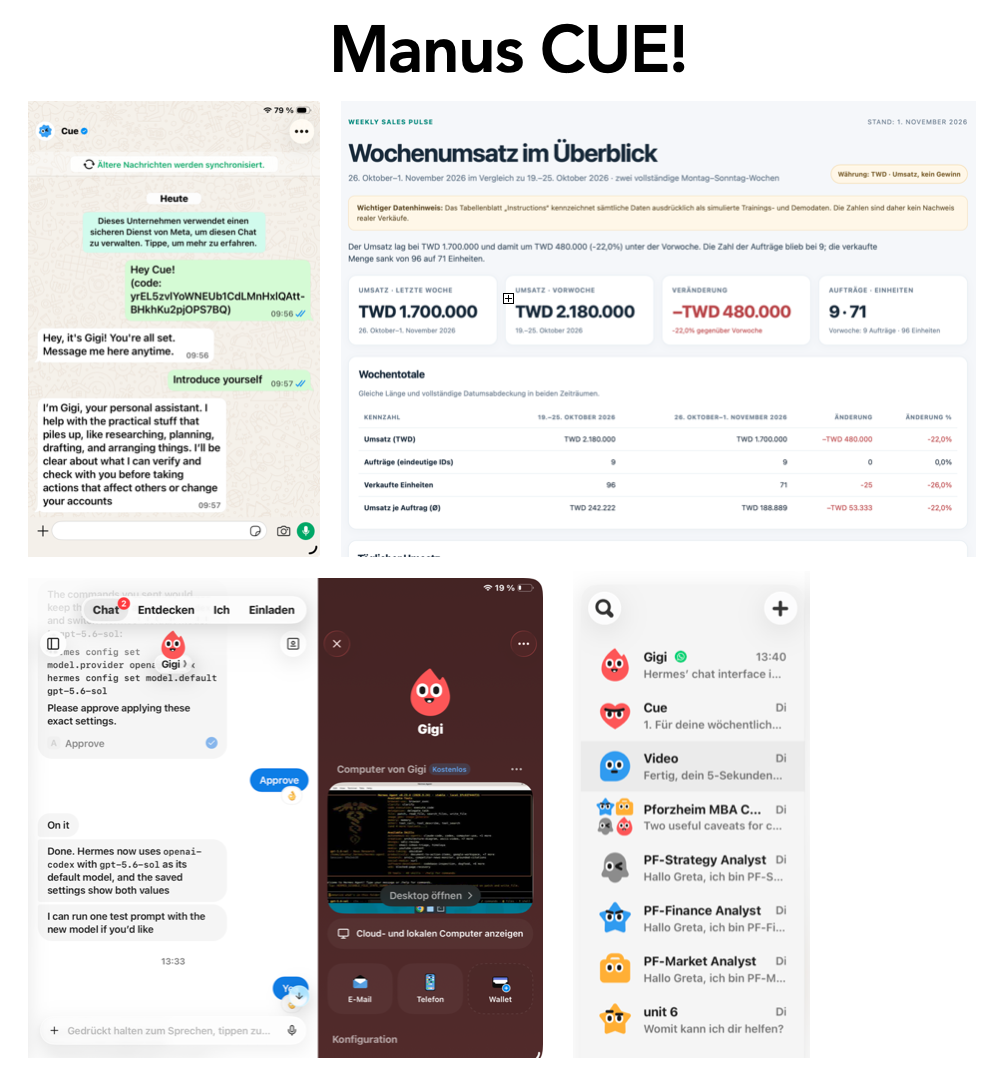 Manus CUE!
79 %
Cue
Ältere Nachrichten werden synchronisiert.
Heute
Dieses Unternehmen verwendet einen
sicheren Dienst von Meta, um diesen Chat
zu verwalten. Tippe, um mehr zu erfahren.
Hey Cue!
(code:
yrEL5zvlYoWNEUb1CdLMnHxlQAtt-
BHkhKu2pjOPS7BQ)
09:56
Hey, it's Gigi! You're all set.
Message me here anytime.
09:56
Introduce yourself
09:57
I'm Gigi, your personal assistant. I
help with the practical stuff that
piles up, like researching, planning,
drafting, and arranging things. I'll be
clear about what I can verify and
check with you before taking
actions that affect others or change
your accounts
09:57
WEEKLY SALES PULSE
STAND: 1. NOVEMBER 2026
Wochenumsatz im Überblick
26. Oktober–1. November 2026 im Vergleich zu 19.–25. Oktober 2026 · zwei vollständige Montag–Sonntag-Wochen
Währung: TWD · Umsatz, kein Gewinn
Wichtiger Datenhinweis: Das Tabellenblatt „Instructions" kennzeichnet sämtliche Daten ausdrücklich als simulierte Trainings- und Demodaten. Die Zahlen sind daher kein Nachweis
realer Verkäufe.
Der Umsatz lag bei TWD 1.700.000 und damit um TWD 480.000 (-22,0%) unter der Vorwoche. Die Zahl der Aufträge blieb bei 9; die verkaufte
Menge sank von 96 auf 71 Einheiten.
UMSATZ · LETZTE WOCHE
TWD 1.700.000
26. Oktober–1. November 2026
UMSATZ · VORWOCHE
TWD 2.180.000
19.–25. Oktober 2026
VERÄNDERUNG
−TWD 480.000
-22,0% gegenüber Vorwoche
AUFTRÄGE · EINHEITEN
9 · 71
Vorwoche: 9 Aufträge · 96 Einheiten
Wochentotale
Gleiche Länge und vollständige Datumsabdeckung in beiden Zeiträumen.
KENNZAHL 19.–25. OKTOBER 2026 26. OKTOBER–1. NOVEMBER 2026 ÄNDERUNG ÄNDERUNG %
Umsatz (TWD) TWD 2.180.000 TWD 1.700.000 −TWD 480.000 -22,0%
Aufträge (eindeutige IDs) 9 9 0 0,0%
Verkaufte Einheiten 96 71 -25 -26,0%
Umsatz je Auftrag (Ø) TWD 242.222 TWD 188.889 −TWD 53.333 -22,0%
The commands you sent would
keep th
and swit
gpt-5.6-sol:
Chat 2 Entdecken Ich Einladen
Gigi
hermes config set
model.provider opena
hermes config set model.default
gpt-5.6-sol
Please approve applying these
exact settings.
A Approve
Approve
On it
Done. Hermes now uses openai-
codex with gpt-5.6-sol as its
default model, and the saved
settings show both values
I can run one test prompt with the
new model if you'd like
13:33
Gedrückt halten zum Sprechen, tippen zu...
19 %
Gigi
Computer von Gigi Kostenlos
Desktop öffnen
Cloud- und lokalen Computer anzeigen
E-Mail
Telefon
Wallet
Konfiguration
Gigi 13:40
Hermes' chat interface i...
Cue Di
1. Für deine wöchentlich...
Video Di
Fertig, dein 5-Sekunden...
Pforzheim MBA C... Di
Two useful caveats for c...
PF-Strategy Analyst Di
Hallo Greta, ich bin PF-S...
PF-Finance Analyst Di
Hallo Greta, ich bin PF-Fi...
PF-Market Analyst Di
Hallo Greta, ich bin PF-M...
unit 6 Di
Womit kann ich dir helfen?